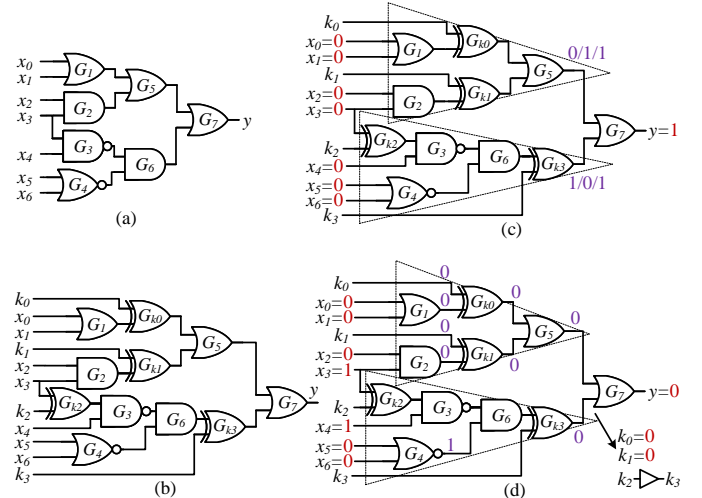 x0
x1
x2
x3
x4
x5
x6
G1
G2
G3
G4
G5
G6
G7
y
(a)
k0
x0=0
x1=0
k1
x2=0
x3=0
k2
x4=0
x5=0
x6=0
k3
G1
Gk0
G2
Gk1
G5
0/1/1
Gk2
G3
G4
G6
Gk3
1/0/1
G7
y=1
(c)
k0
x0
x1
k1
x2
x3
k2
x4
x5
x6
k3
G1
Gk0
G2
Gk1
G5
Gk2
G3
G4
G6
Gk3
G7
y
(b)
k0
x0=0
x1=0
k1
x2=0
x3=1
k2
x4=1
x5=0
x6=0
k3
0
0
0
0
G1
Gk0
0
G2
Gk1
0
G5
0
Gk2
G3
G4
1
G6
Gk3
0
G7
y=0
k0=0
k1=0
k2 k3
(d)